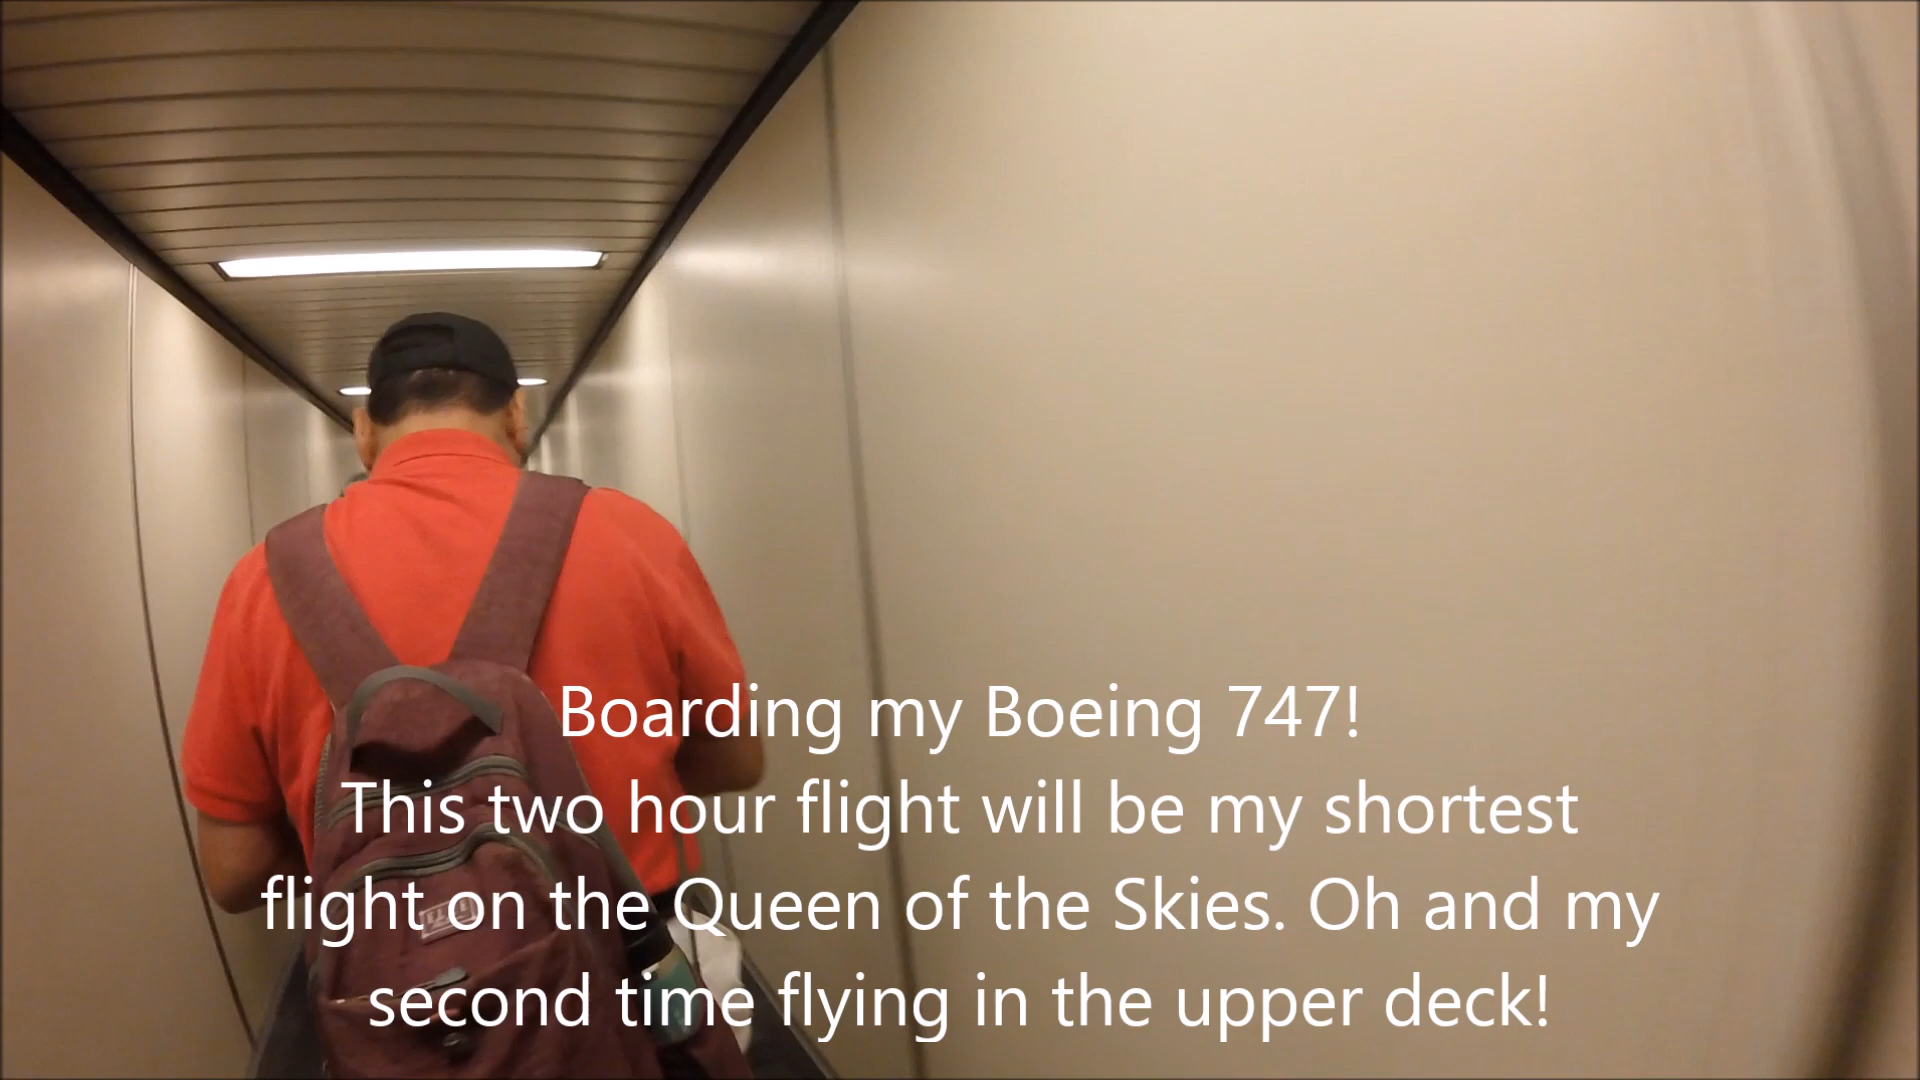 Boarding my Boeing 747!
This two hour flight will be my shortest
flight on the Queen of the Skies. Oh and my
second time flying in the upper deck!